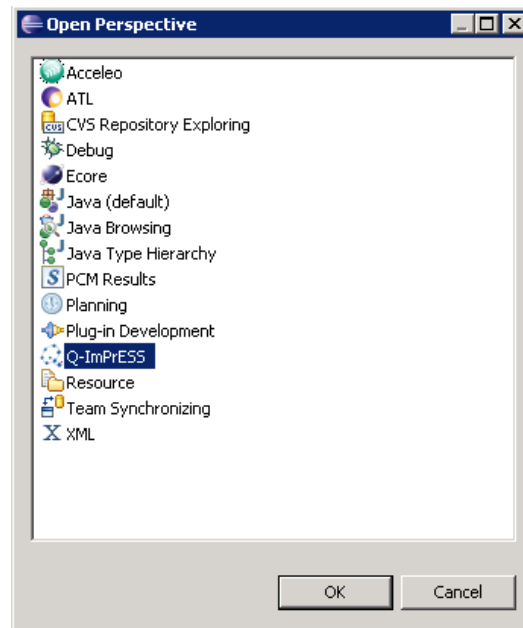 Open Perspective
Acceleo
ATL
CVS CVS Repository Exploring
Debug
Ecore
Java (default)
Java Browsing
Java Type Hierarchy
S PCM Results
Planning
Plug-in Development
Q-ImPrESS
Resource
Team Synchronizing
X XML
OK Cancel